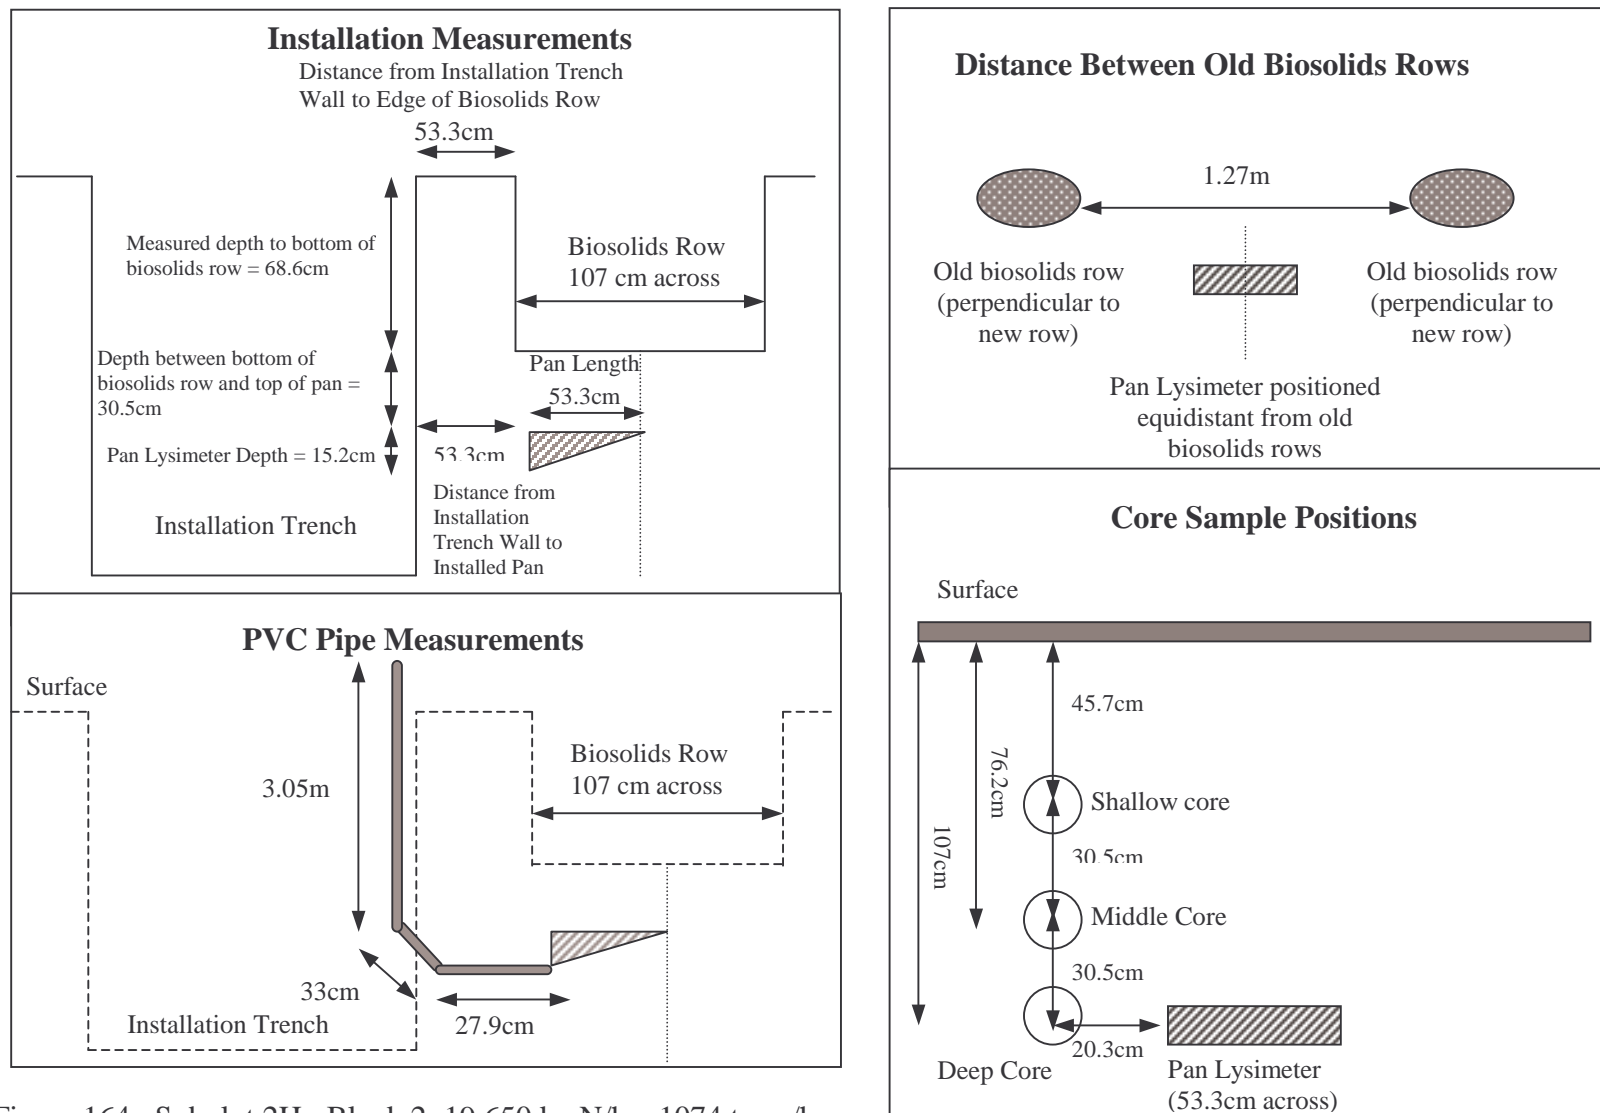 Installation Measurements
Distance from Installation Trench
Wall to Edge of Biosolids Row
53.3cm
Measured depth to bottom of
biosolids row = 68.6cm
Biosolids Row
107 cm across
Depth between bottom of
biosolids row and top of pan =
30.5cm
Pan Length
53.3cm
Pan Lysimeter Depth = 15.2cm
53.3cm
Distance from
Installation
Trench Wall to
Installed Pan
Installation Trench
PVC Pipe Measurements
Surface
3.05m
Biosolids Row
107 cm across
33cm
27.9cm
Installation Trench
Distance Between Old Biosolids Rows
1.27m
Old biosolids row
(perpendicular to
new row)
Old biosolids row
(perpendicular to
new row)
Pan Lysimeter positioned
equidistant from old
biosolids rows
Core Sample Positions
Surface
45.7cm
76.2cm
107cm
Shallow core
30.5cm
Middle Core
30.5cm
20.3cm
Deep Core
Pan Lysimeter
(53.3cm across)